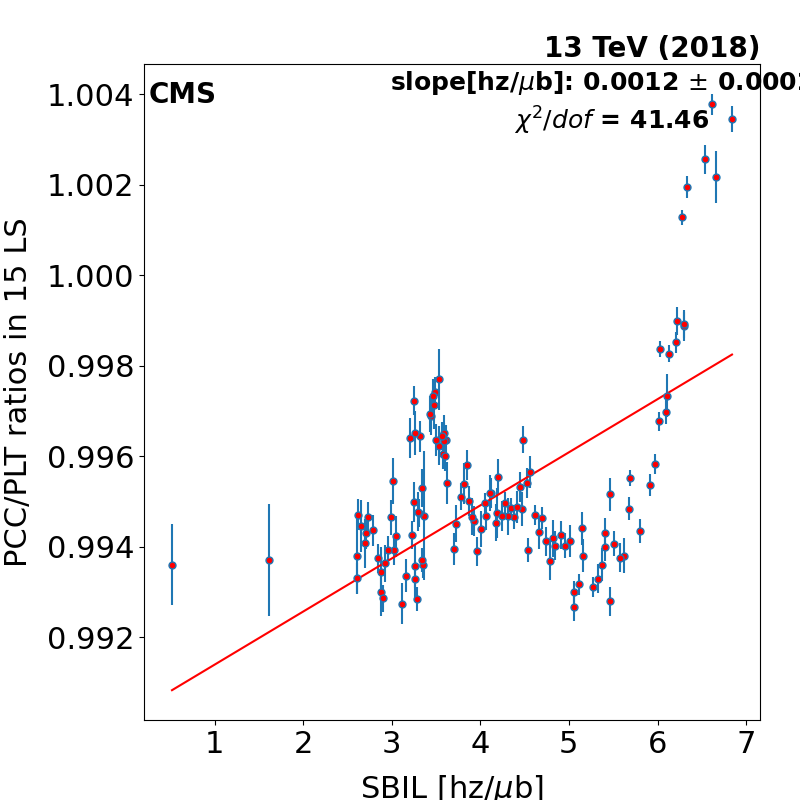 13 TeV (2018)
CMS
slope[hz/μb]: 0.0012 ± 0.000
χ²/dof = 41.46
PCC/PLT ratios in 15 LS
1.004
1.002
1.000
0.998
0.996
0.994
0.992
1 2 3 4 5 6 7
SBIL [hz/μb]